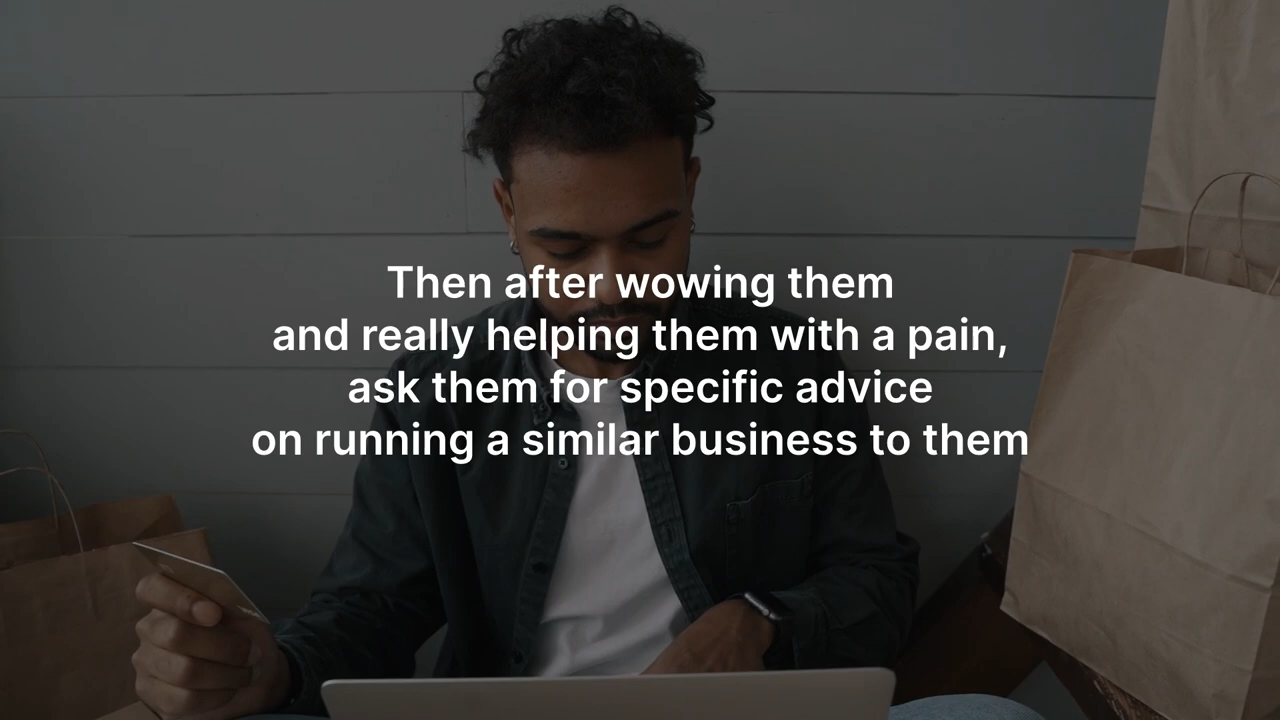 Then after wowing them
and really helping them with a pain,
ask them for specific advice
on running a similar business to them